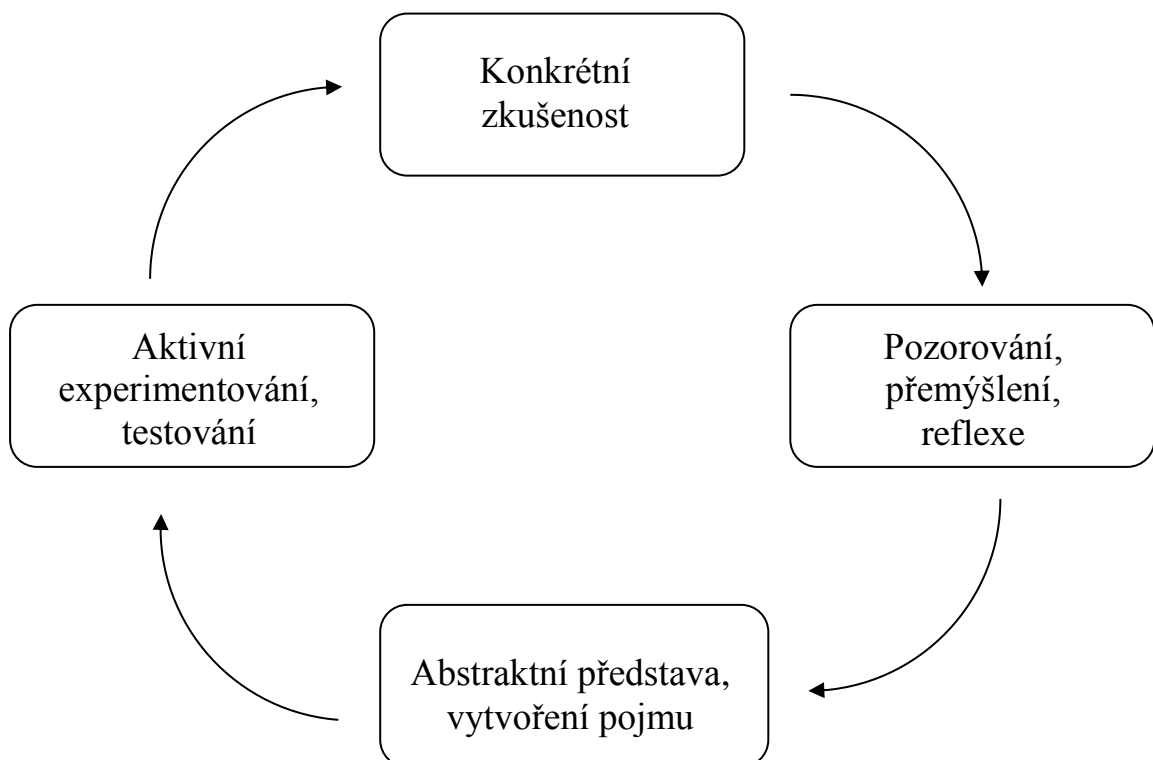 Konkrétní
zkušenost
Aktivní
experimentování,
testování
Pozorování,
přemýšlení,
reflexe
Abstraktní představa,
vytvoření pojmu